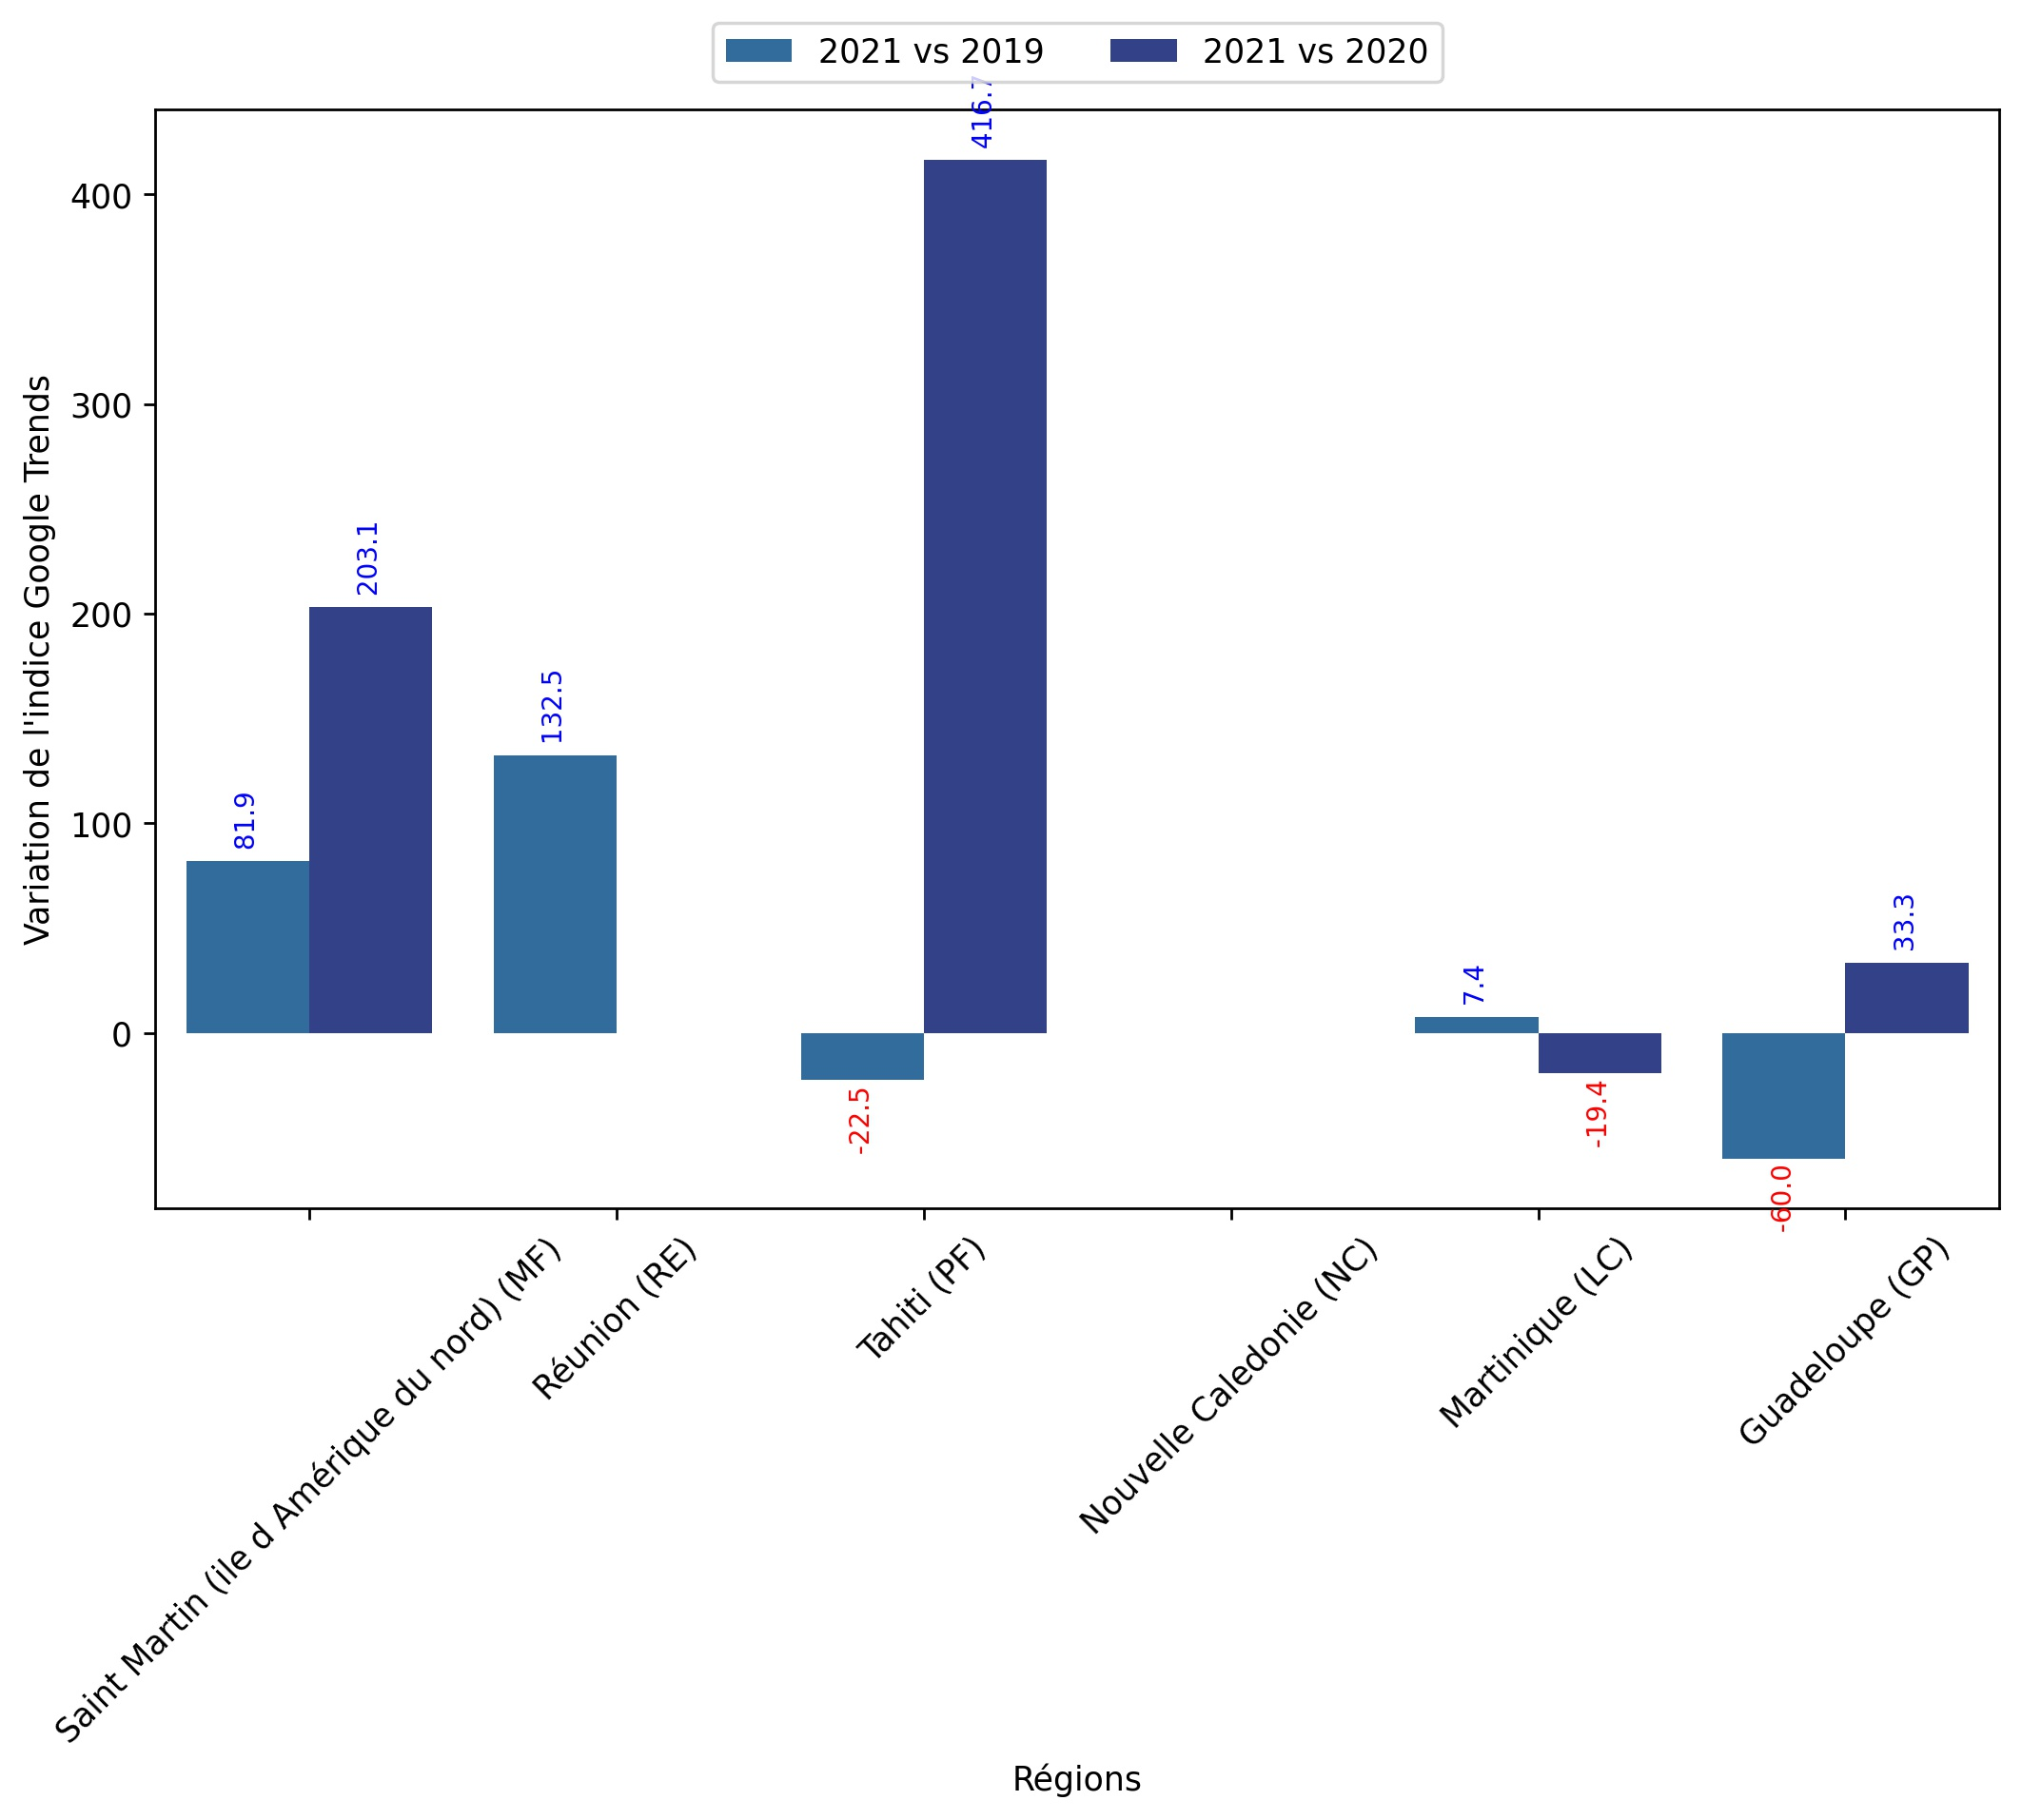 2021 vs 2019
2021 vs 2020
Variation de l'indice Google Trends
400
300
200
100
0
81.9
203.1
132.5
-22.5
416.7
7.4
-19.4
-60.0
33.3
Saint Martin (ile d Amérique du nord) (MF)
Réunion (RE)
Tahiti (PF)
Nouvelle Caledonie (NC)
Martinique (LC)
Guadeloupe (GP)
Régions